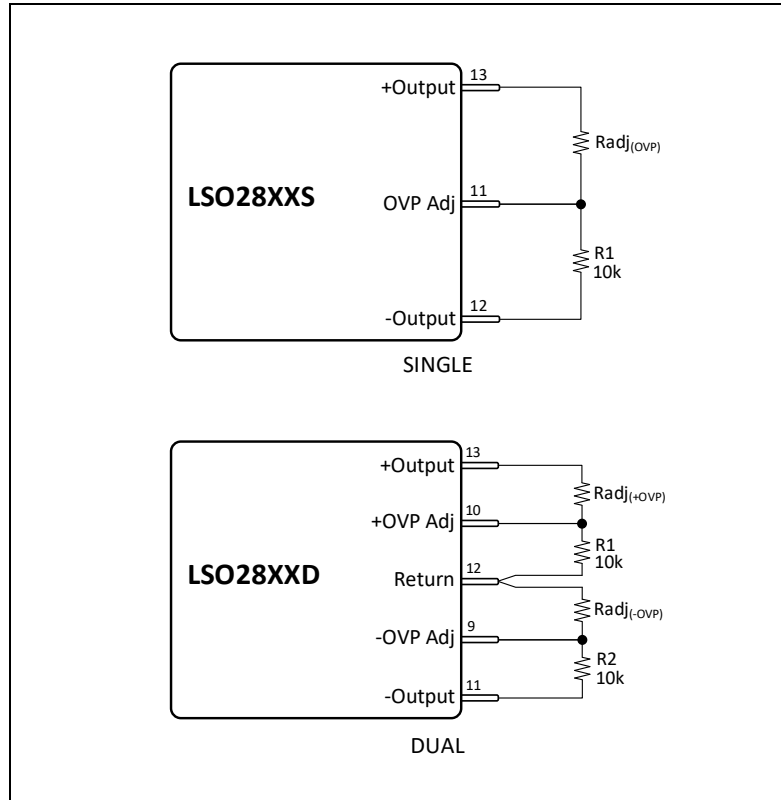 13
+Output
Radj(OVP)
LSO28XXS
OVP Adj
11
R1
10k
12
-Output
SINGLE
13
+Output
Radj(+OVP)
10
+OVP Adj
R1
10k
LSO28XXD
Return
12
Radj(-OVP)
9
-OVP Adj
R2
10k
11
-Output
DUAL